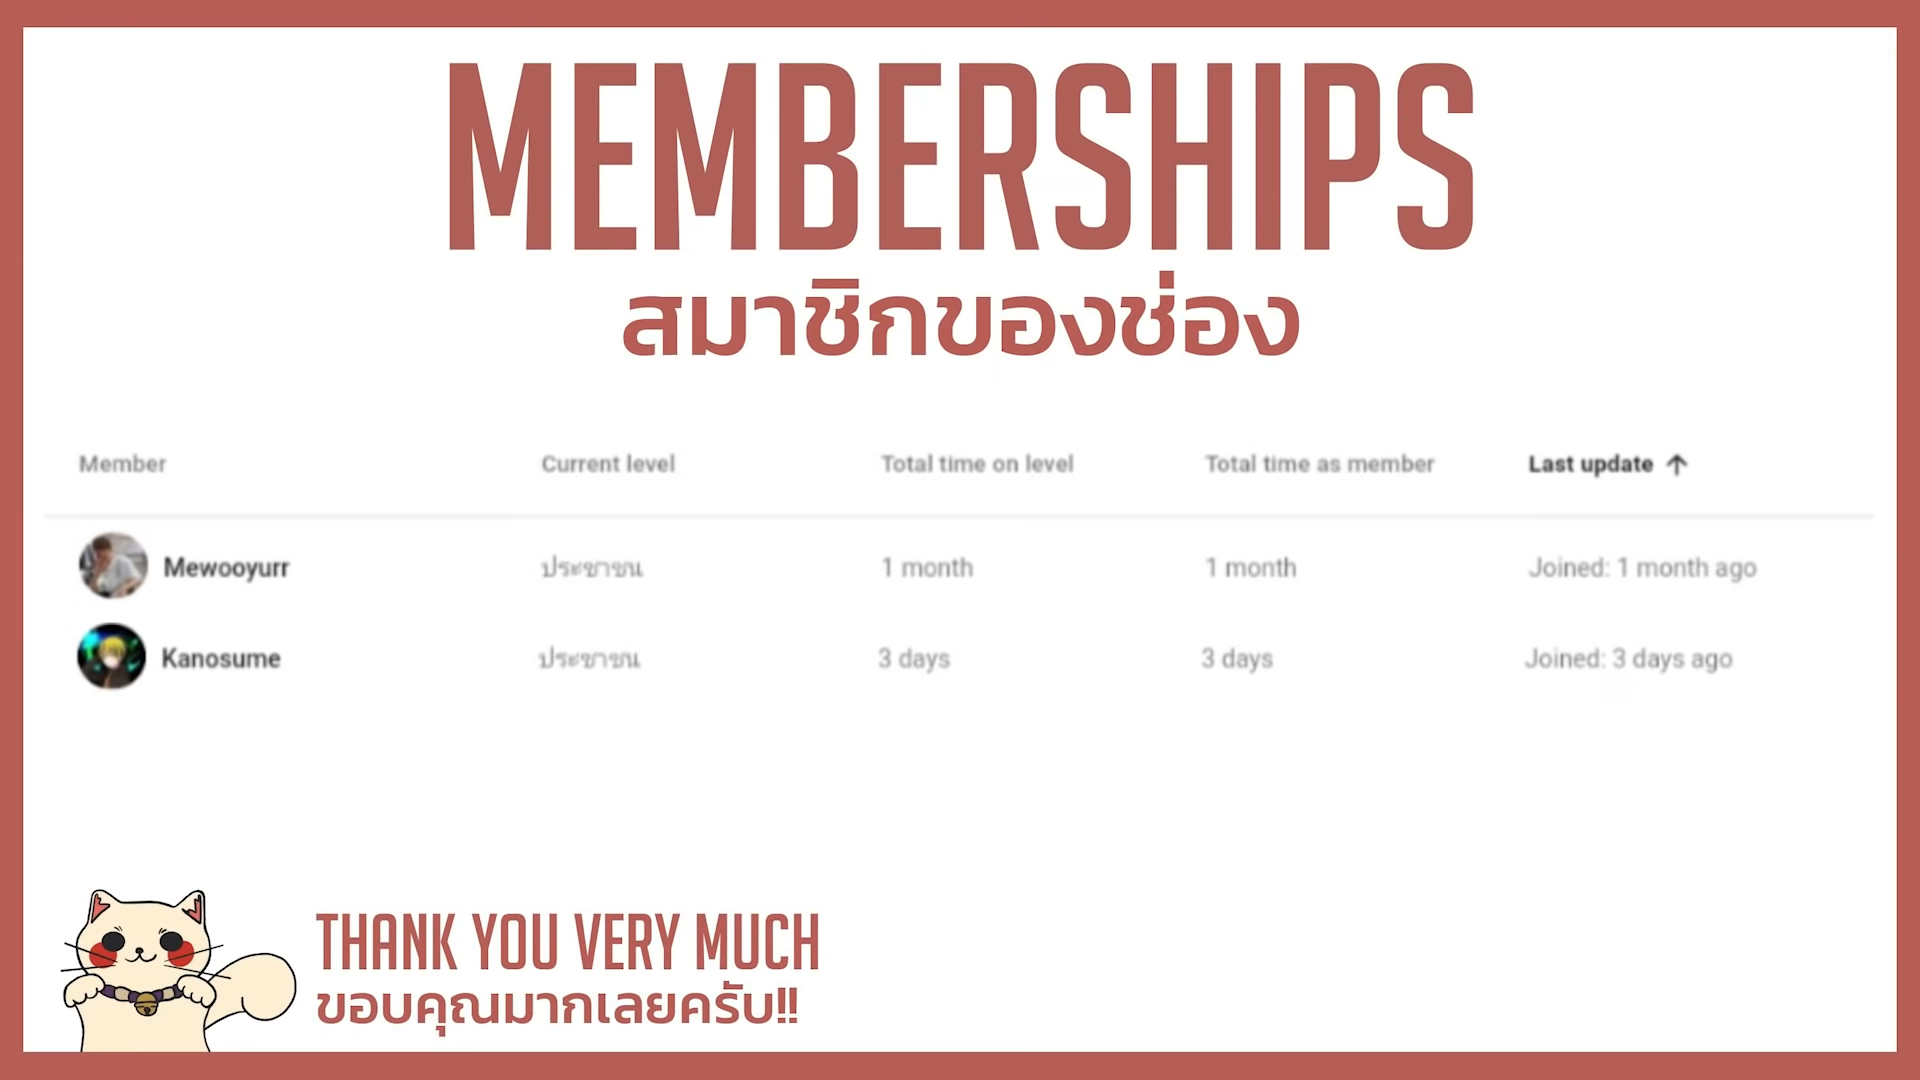 MEMBERSHIPS
สมาชิกของช่อง
Member Current level Total time on level Total time as member Last update ↑
Mewooyurr ประชาชน 1 month 1 month Joined: 1 month ago
Kanosume ประชาชน 3 days 3 days Joined: 3 days ago
THANK YOU VERY MUCH
ขอบคุณมากเลยครับ!!